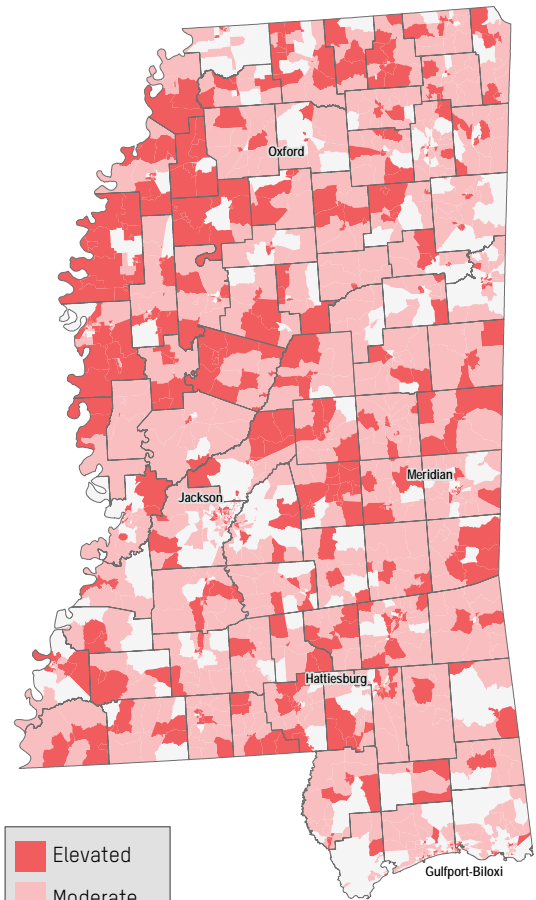 Oxford
Meridian
Jackson
Hattiesburg
Elevated
Moderate
Gulfport-Biloxi